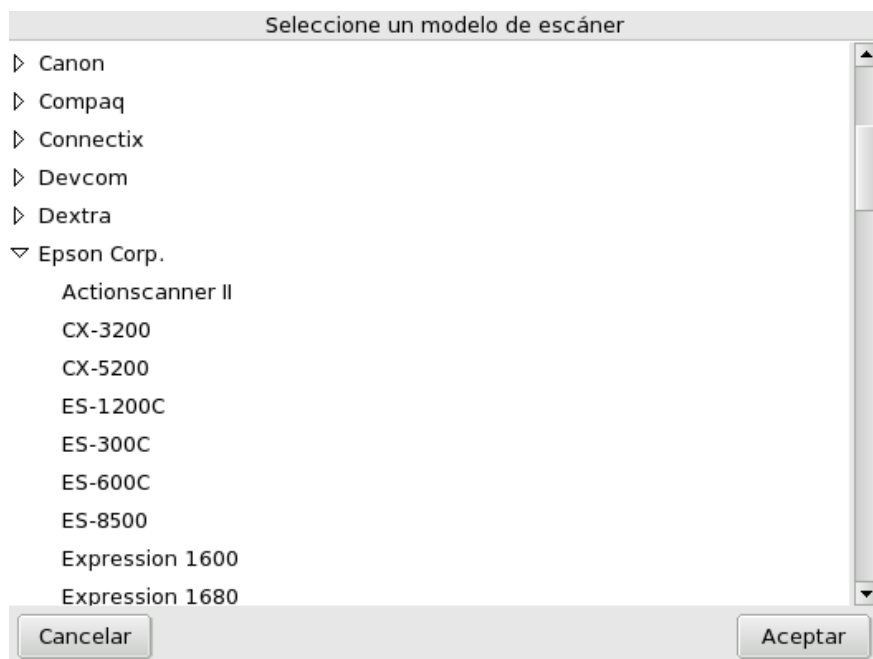 Seleccione un modelo de escáner
Canon
Compaq
Connectix
Devcom
Dextra
Epson Corp.
Actionscanner II
CX-3200
CX-5200
ES-1200C
ES-300C
ES-600C
ES-8500
Expression 1600
Expression 1680
Cancelar
Aceptar